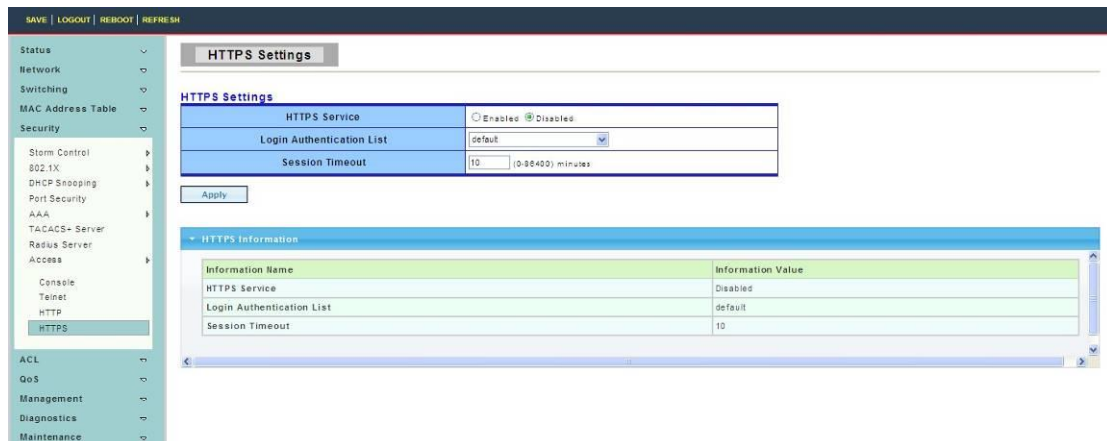 SAVE | LOGOUT | REBOOT | REFRESH
Status
Network
Switching
MAC Address Table
Security
Storm Control
802.1X
DHCP Snooping
Port Security
AAA
TACACS+ Server
Radius Server
Access
Console
Telnet
HTTP
HTTPS
ACL
QoS
Management
Diagnostics
Maintenance
HTTPS Settings
HTTPS Settings
HTTPS Service Enabled Disabled
Login Authentication List default
Session Timeout 10 (0-86400) minutes
Apply
HTTPS Information
Information Name Information Value
HTTPS Service Disabled
Login Authentication List default
Session Timeout 10